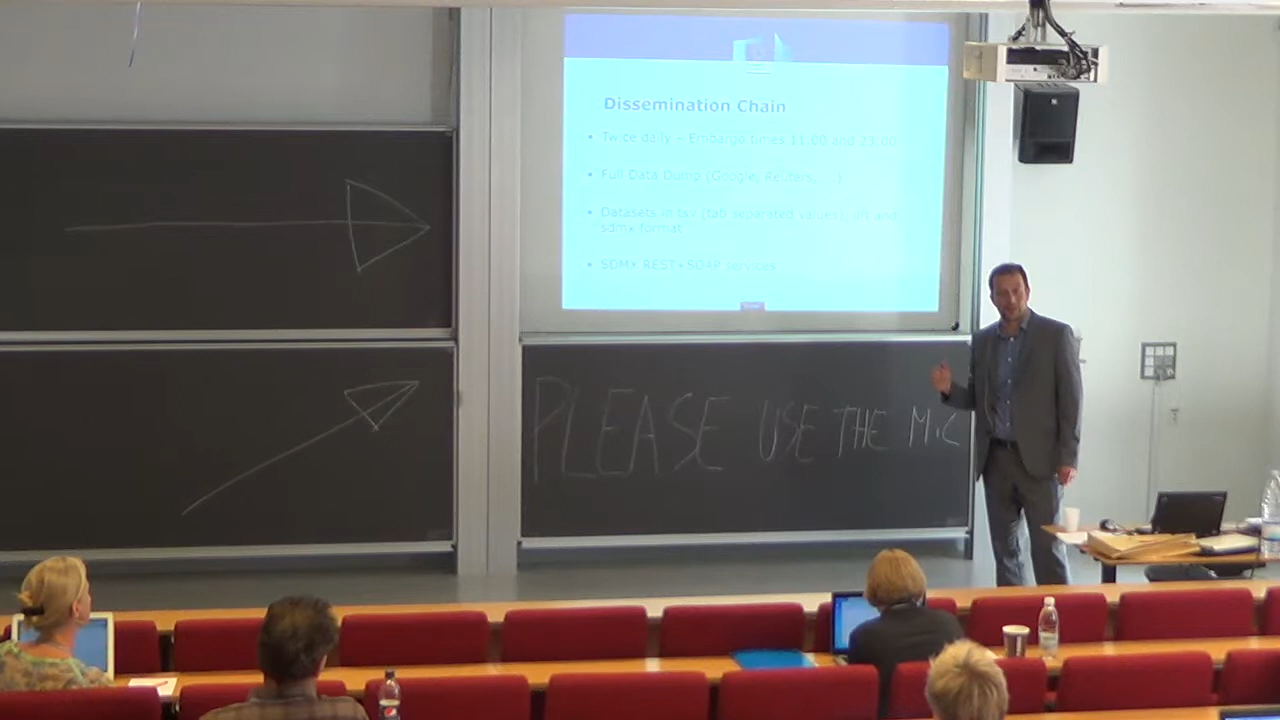 Dissemination Chain
• Twice daily – Embargo times 11:00 and 23:00
• Full Data Dump (Google, Reuters, ...)
• Datasets in tsv (tab separated values), dft and
sdmx format
• SDMX REST+SOAP services
PLEASE USE THE MIC